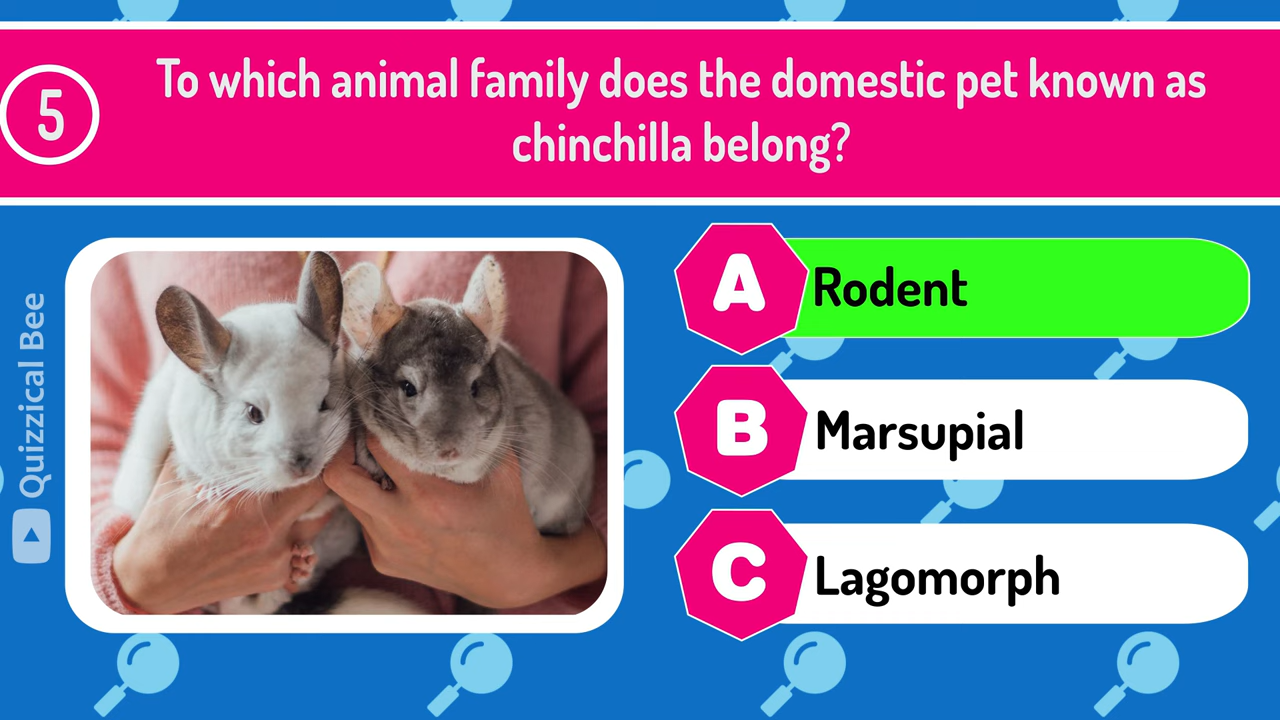 5
To which animal family does the domestic pet known as
chinchilla belong?
Quizzical Bee
A
Rodent
B
Marsupial
C
Lagomorph